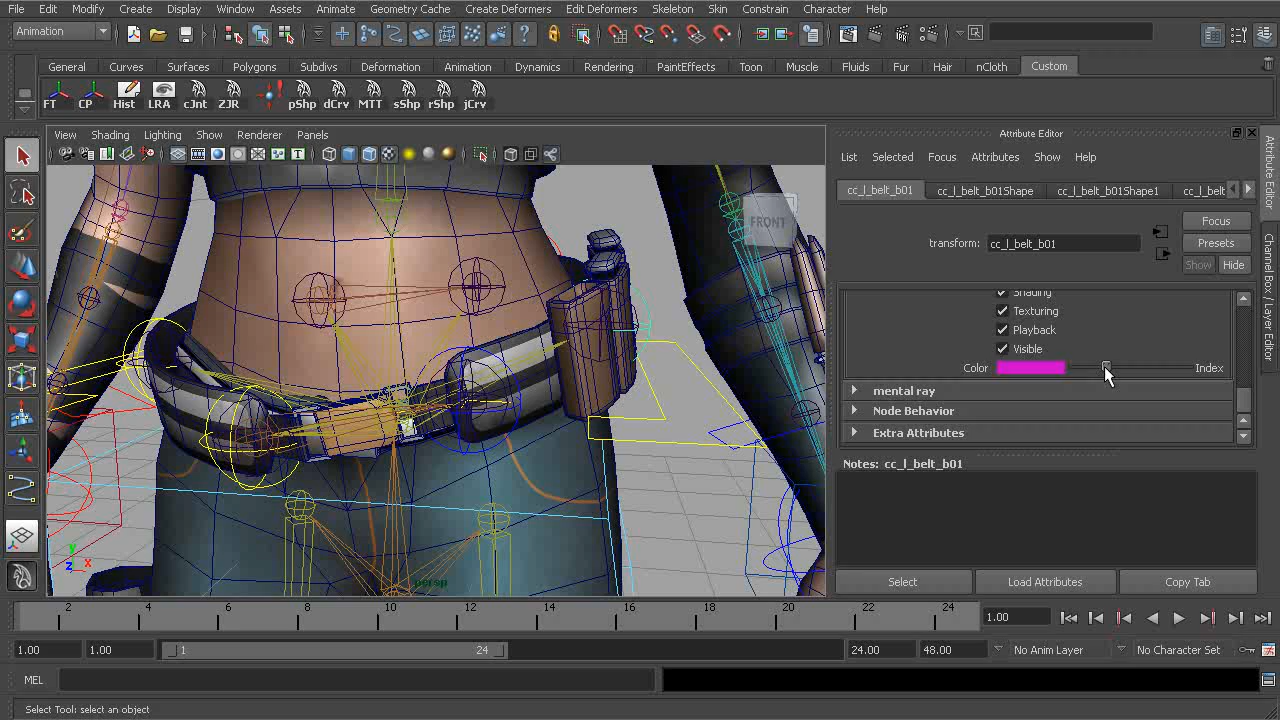 File Edit Modify Create Display Window Assets Animate Geometry Cache Create Deformers Edit Deformers Skeleton Skin Constrain Character Help
Animation
General Curves Surfaces Polygons Subdivs Deformation Animation Dynamics Rendering PaintEffects Toon Muscle Fluids Fur Hair nCloth Custom
FT CP Hist LRA cJnt ZJR pShp dCrv MTT sShp rShp jCrv
View Shading Lighting Show Renderer Panels
Attribute Editor
List Selected Focus Attributes Show Help
cc_l_belt_b01 cc_l_belt_b01Shape cc_l_belt_b01Shape1 cc_l_belt
transform: cc_l_belt_b01
Focus
Presets
Show Hide
Shading
Texturing
Playback
Visible
Color Index
mental ray
Node Behavior
Extra Attributes
Notes: cc_l_belt_b01
Select Load Attributes Copy Tab
Attribute Editor
Channel Box / Layer Editor
FRONT
Y
Z X
persp
2 4 6 8 10 12 14 16 18 20 22 24
1.00
1.00 1.00 1 24 24.00 48.00 No Anim Layer No Character Set
MEL
Select Tool: select an object